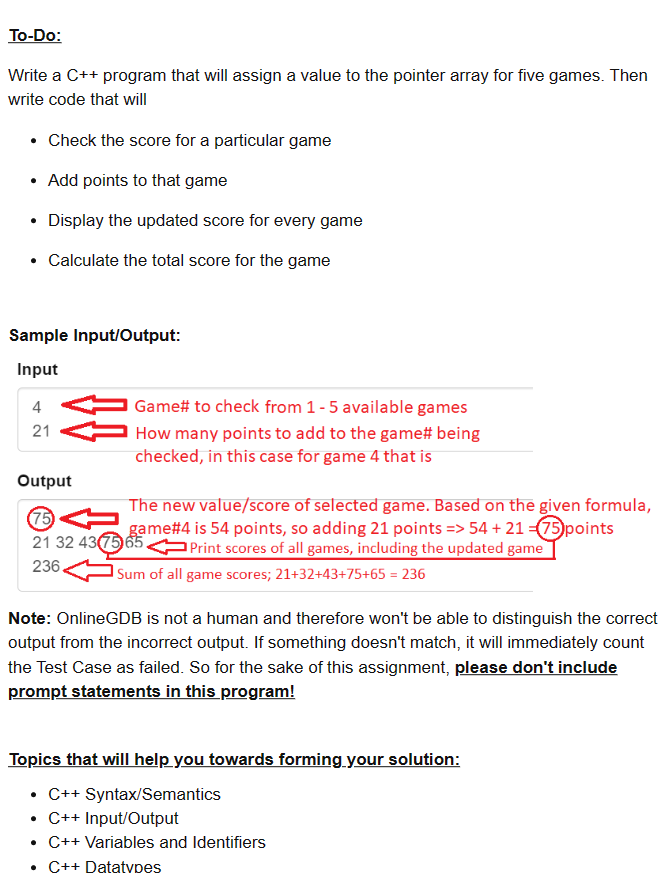 To-Do:
Write a C++ program that will assign a value to the pointer array for five games. Then
write code that will
• Check the score for a particular game
• Add points to that game
• Display the updated score for every game
• Calculate the total score for the game
Sample Input/Output:
Input
4 Game# to check from 1 - 5 available games
21 How many points to add to the game# being
checked, in this case for game 4 that is
Output
The new value/score of selected game. Based on the given formula,
75 game#4 is 54 points, so adding 21 points => 54 + 21 = 75 points
21 32 43 75 65 Print scores of all games, including the updated game
236 Sum of all game scores; 21+32+43+75+65 = 236
Note: OnlineGDB is not a human and therefore won't be able to distinguish the correct
output from the incorrect output. If something doesn't match, it will immediately count
the Test Case as failed. So for the sake of this assignment, please don't include
prompt statements in this program!
Topics that will help you towards forming your solution:
• C++ Syntax/Semantics
• C++ Input/Output
• C++ Variables and Identifiers
• C++ Datatypes